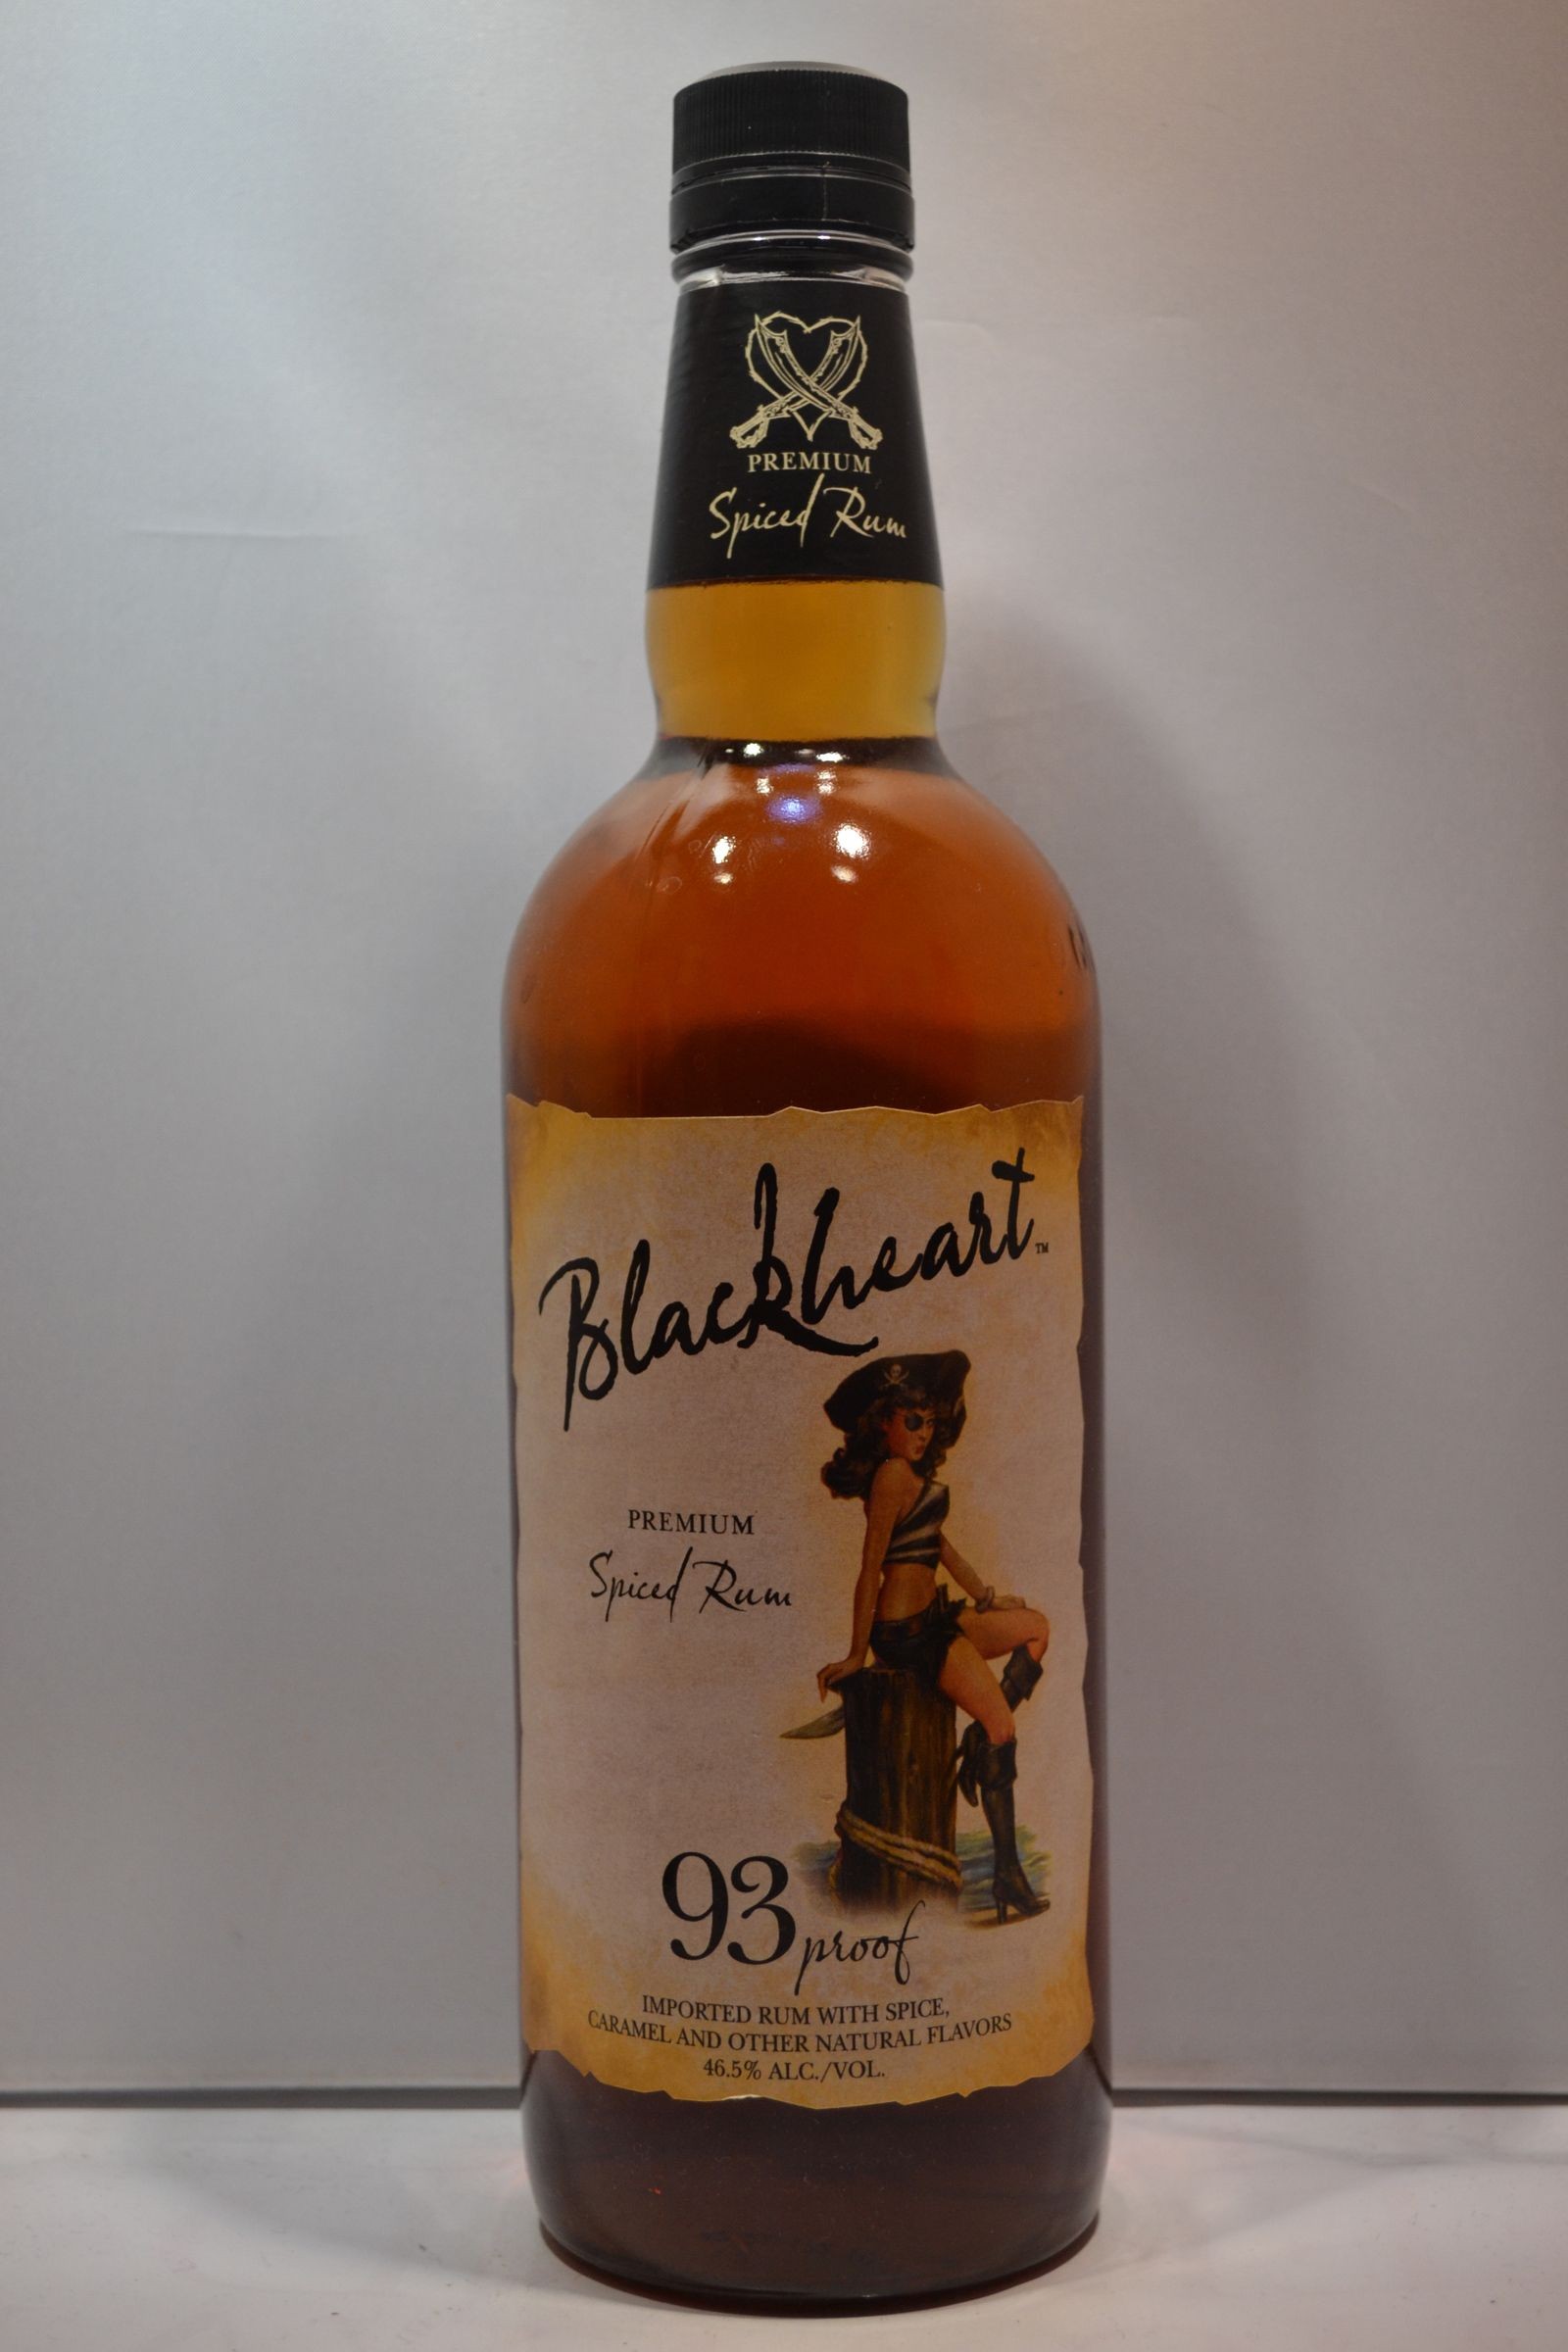 PREMIUM
Spiced Rum
Blackheart™
PREMIUM
Spiced Rum
93 proof
IMPORTED RUM WITH SPICE,
CARAMEL AND OTHER NATURAL FLAVORS
46.5% ALC./VOL.